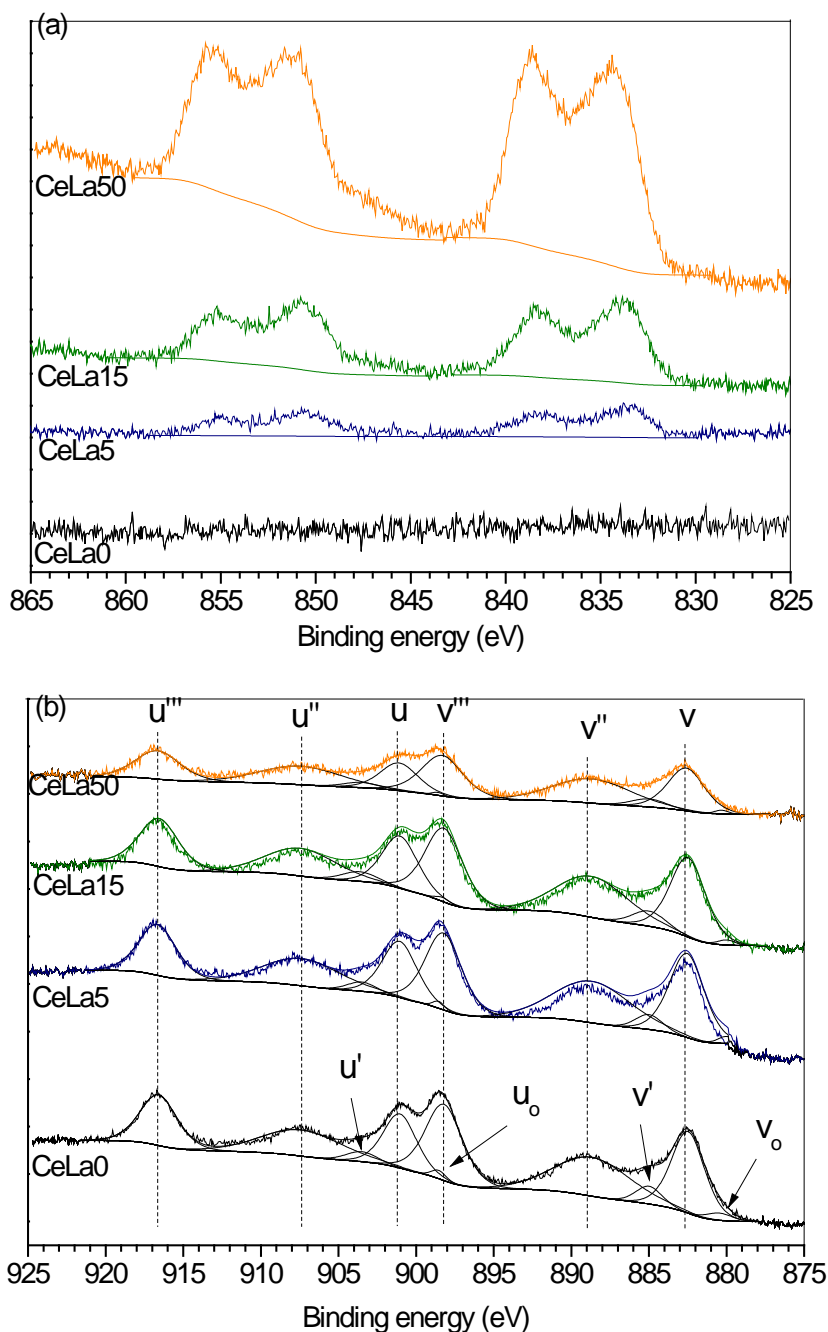 (a)
CeLa50
CeLa15
CeLa5
CeLa0
865 860 855 850 845 840 835 830 825
Binding energy (eV)
(b)
u''' u'' u v''' v'' v
CeLa50
CeLa15
CeLa5
u' u₀ v' v₀
CeLa0
925 920 915 910 905 900 895 890 885 880 875
Binding energy (eV)